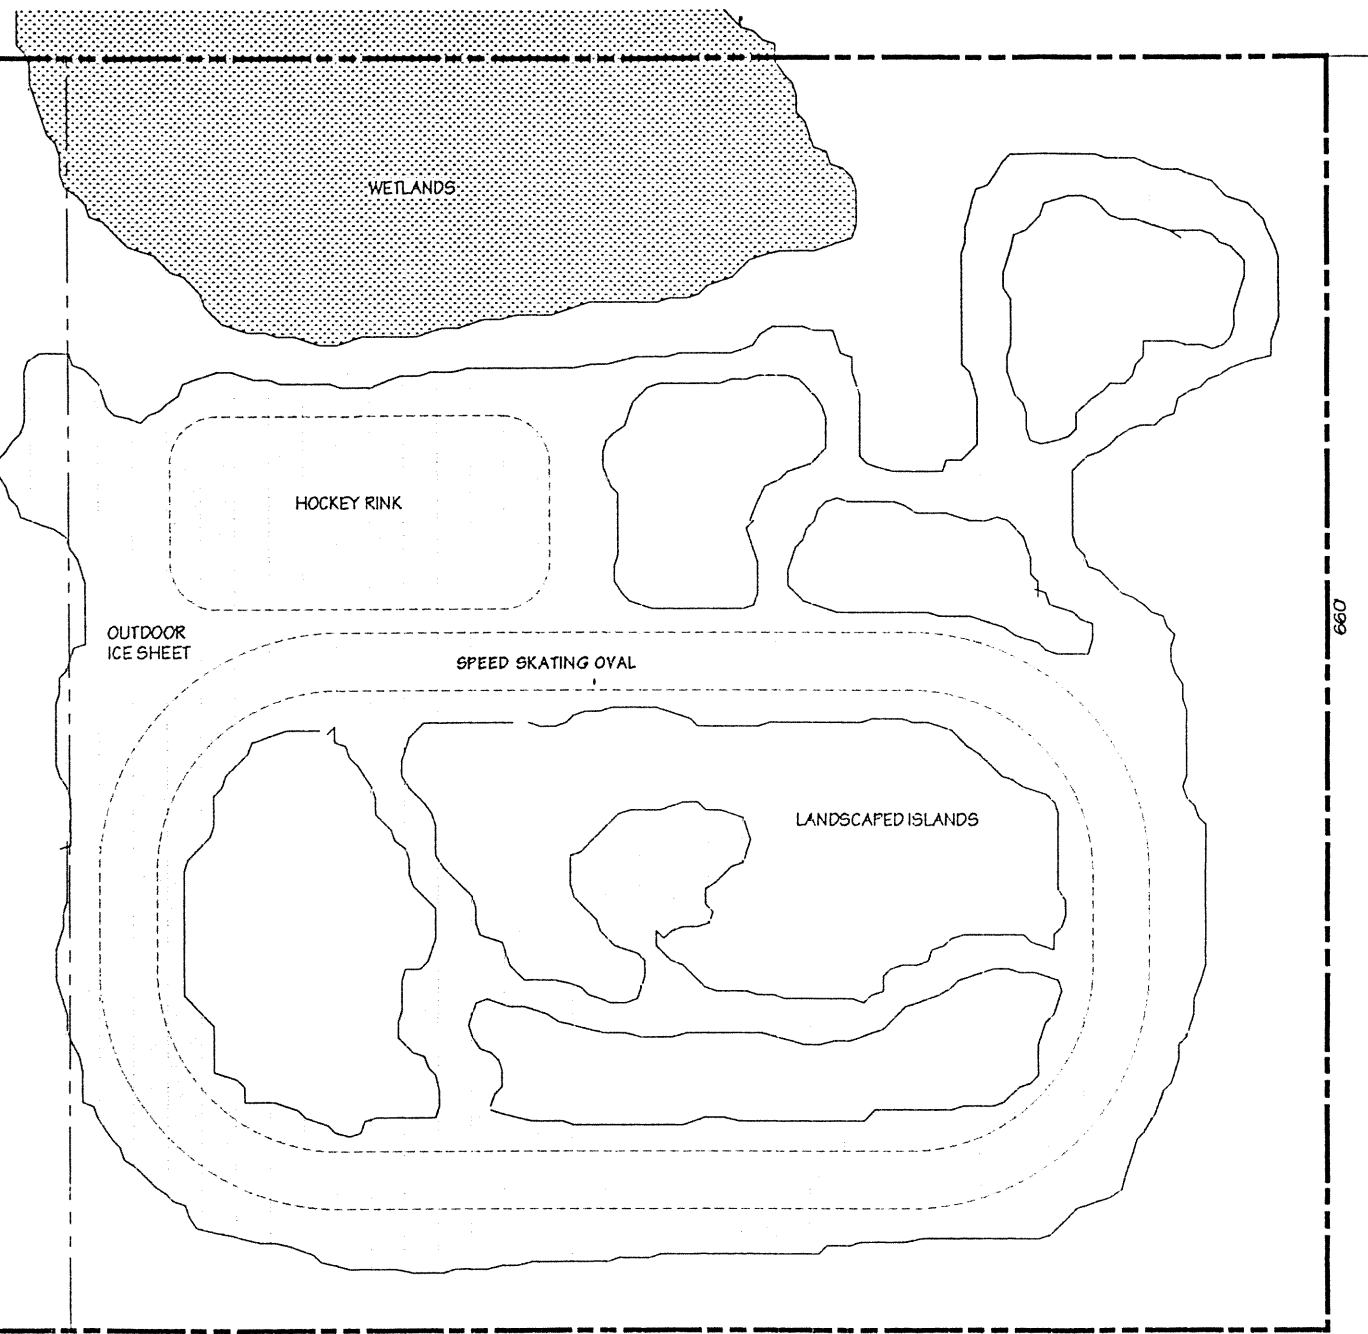 WETLANDS
HOCKEY RINK
OUTDOOR
ICE SHEET
SPEED SKATING OVAL
LANDSCAPED ISLANDS
660'